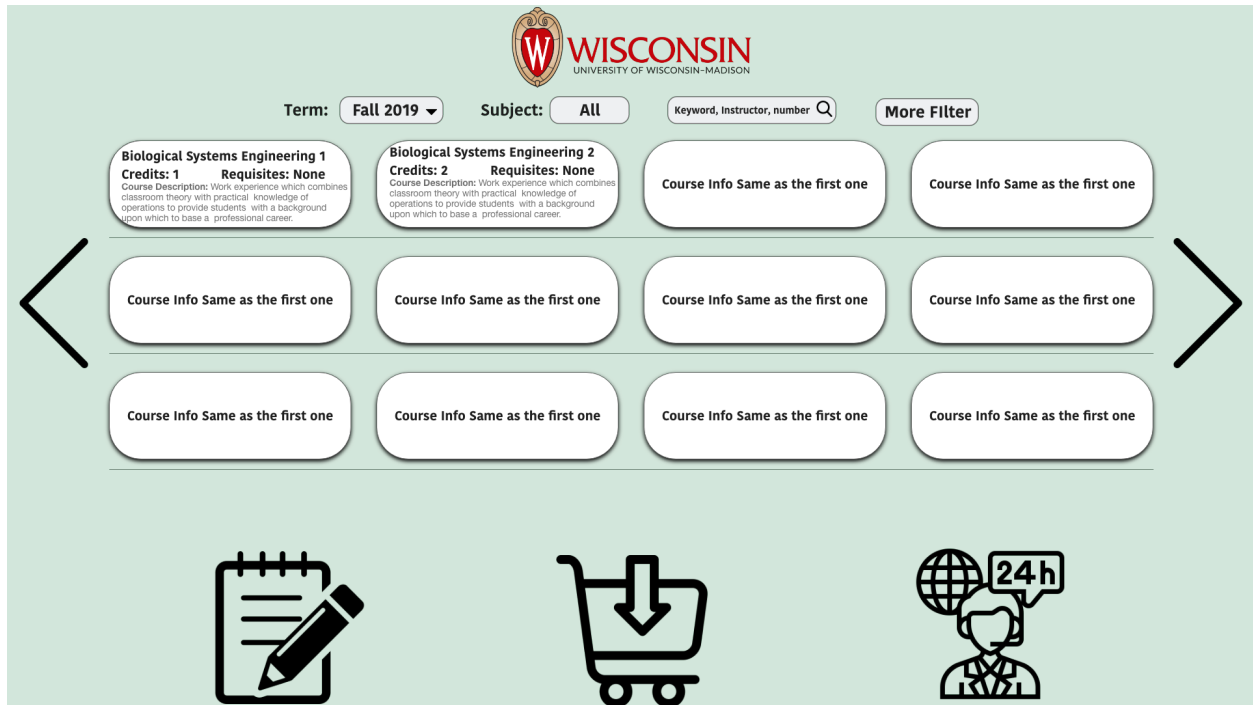 W
WISCONSIN
UNIVERSITY OF WISCONSIN–MADISON
Term: Fall 2019 Subject: All Keyword, Instructor, number More FIlter
Biological Systems Engineering 1
Credits: 1 Requisites: None
Course Description: Work experience which combines
classroom theory with practical knowledge of
operations to provide students with a background
upon which to base a professional career.
Biological Systems Engineering 2
Credits: 2 Requisites: None
Course Description: Work experience which combines
classroom theory with practical knowledge of
operations to provide students with a background
upon which to base a professional career.
Course Info Same as the first one
Course Info Same as the first one
Course Info Same as the first one
Course Info Same as the first one
Course Info Same as the first one
Course Info Same as the first one
Course Info Same as the first one
Course Info Same as the first one
Course Info Same as the first one
Course Info Same as the first one
24h